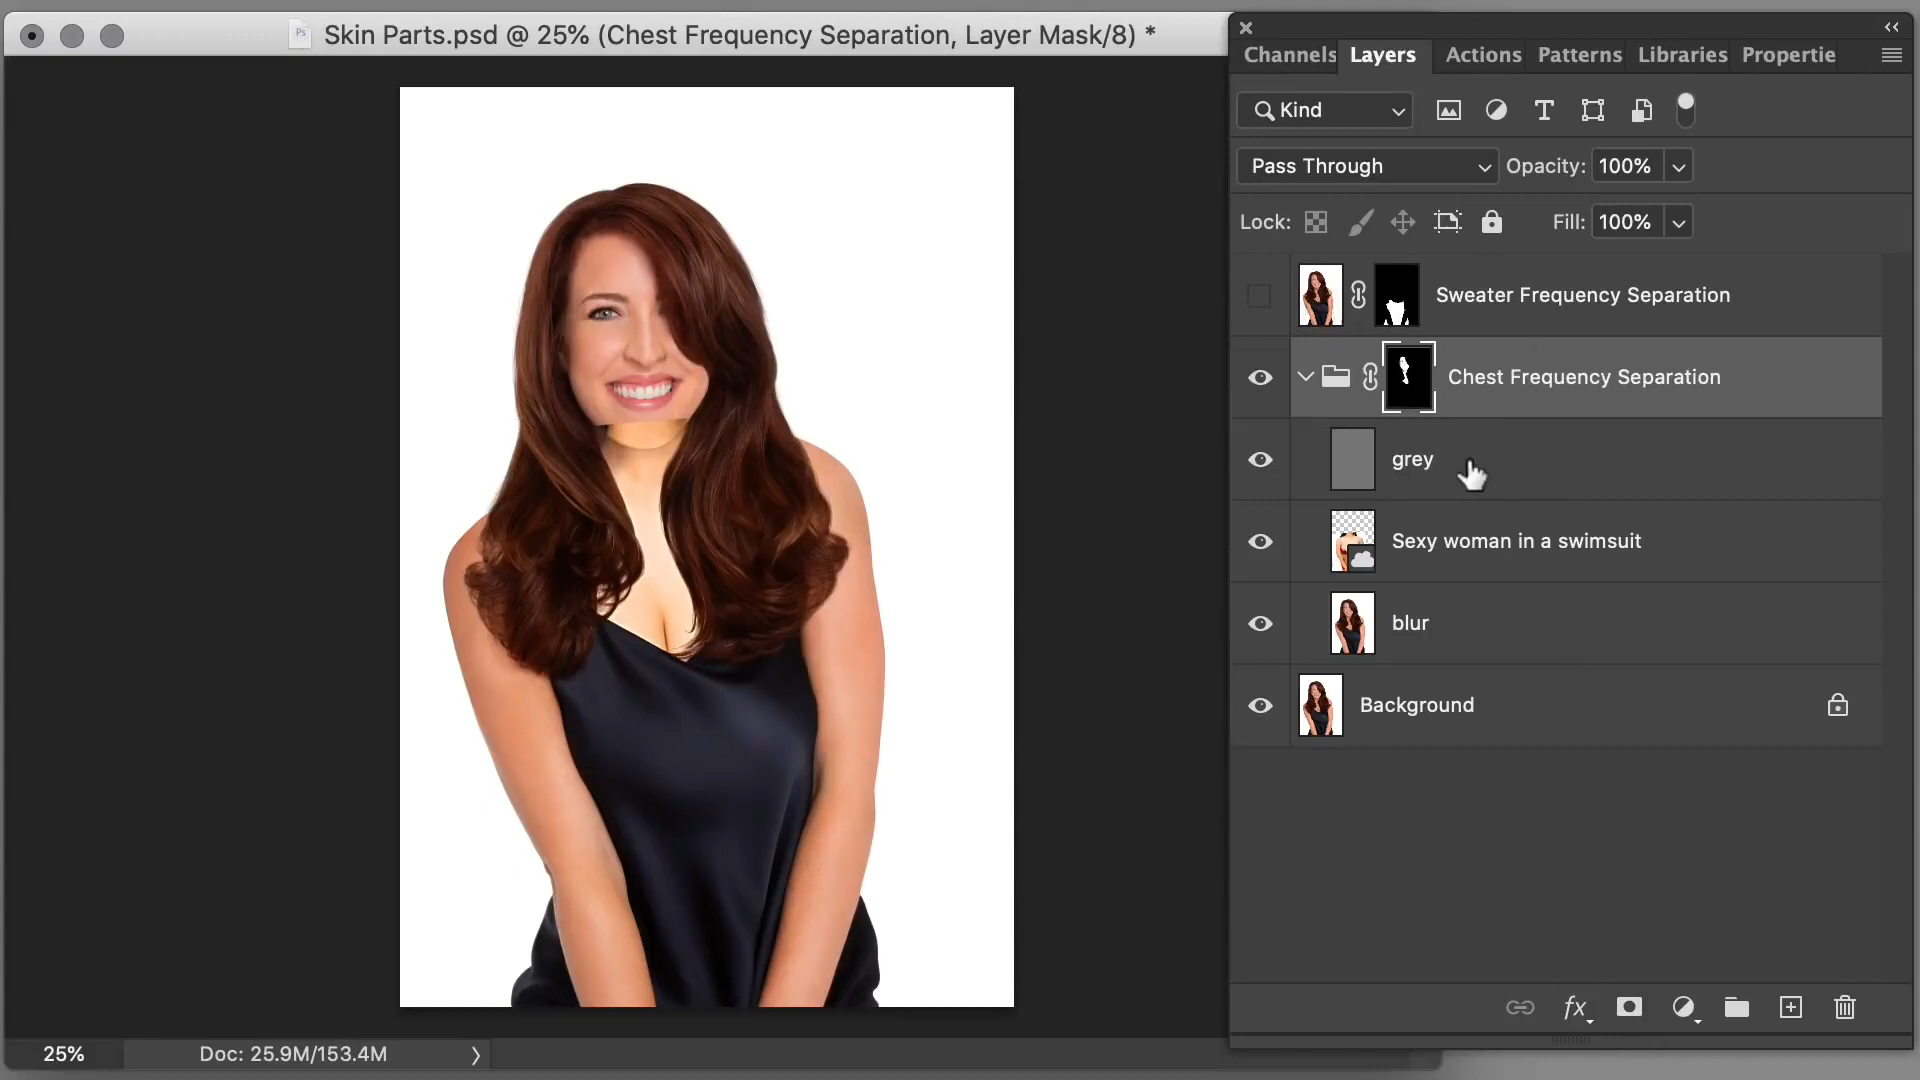 Skin Parts.psd @ 25% (Chest Frequency Separation, Layer Mask/8) *
Channels Layers Actions Patterns Libraries Propertie
Kind
Pass Through Opacity: 100%
Lock: Fill: 100%
Sweater Frequency Separation
Chest Frequency Separation
grey
Sexy woman in a swimsuit
blur
Background
fx
25% Doc: 25.9M/153.4M